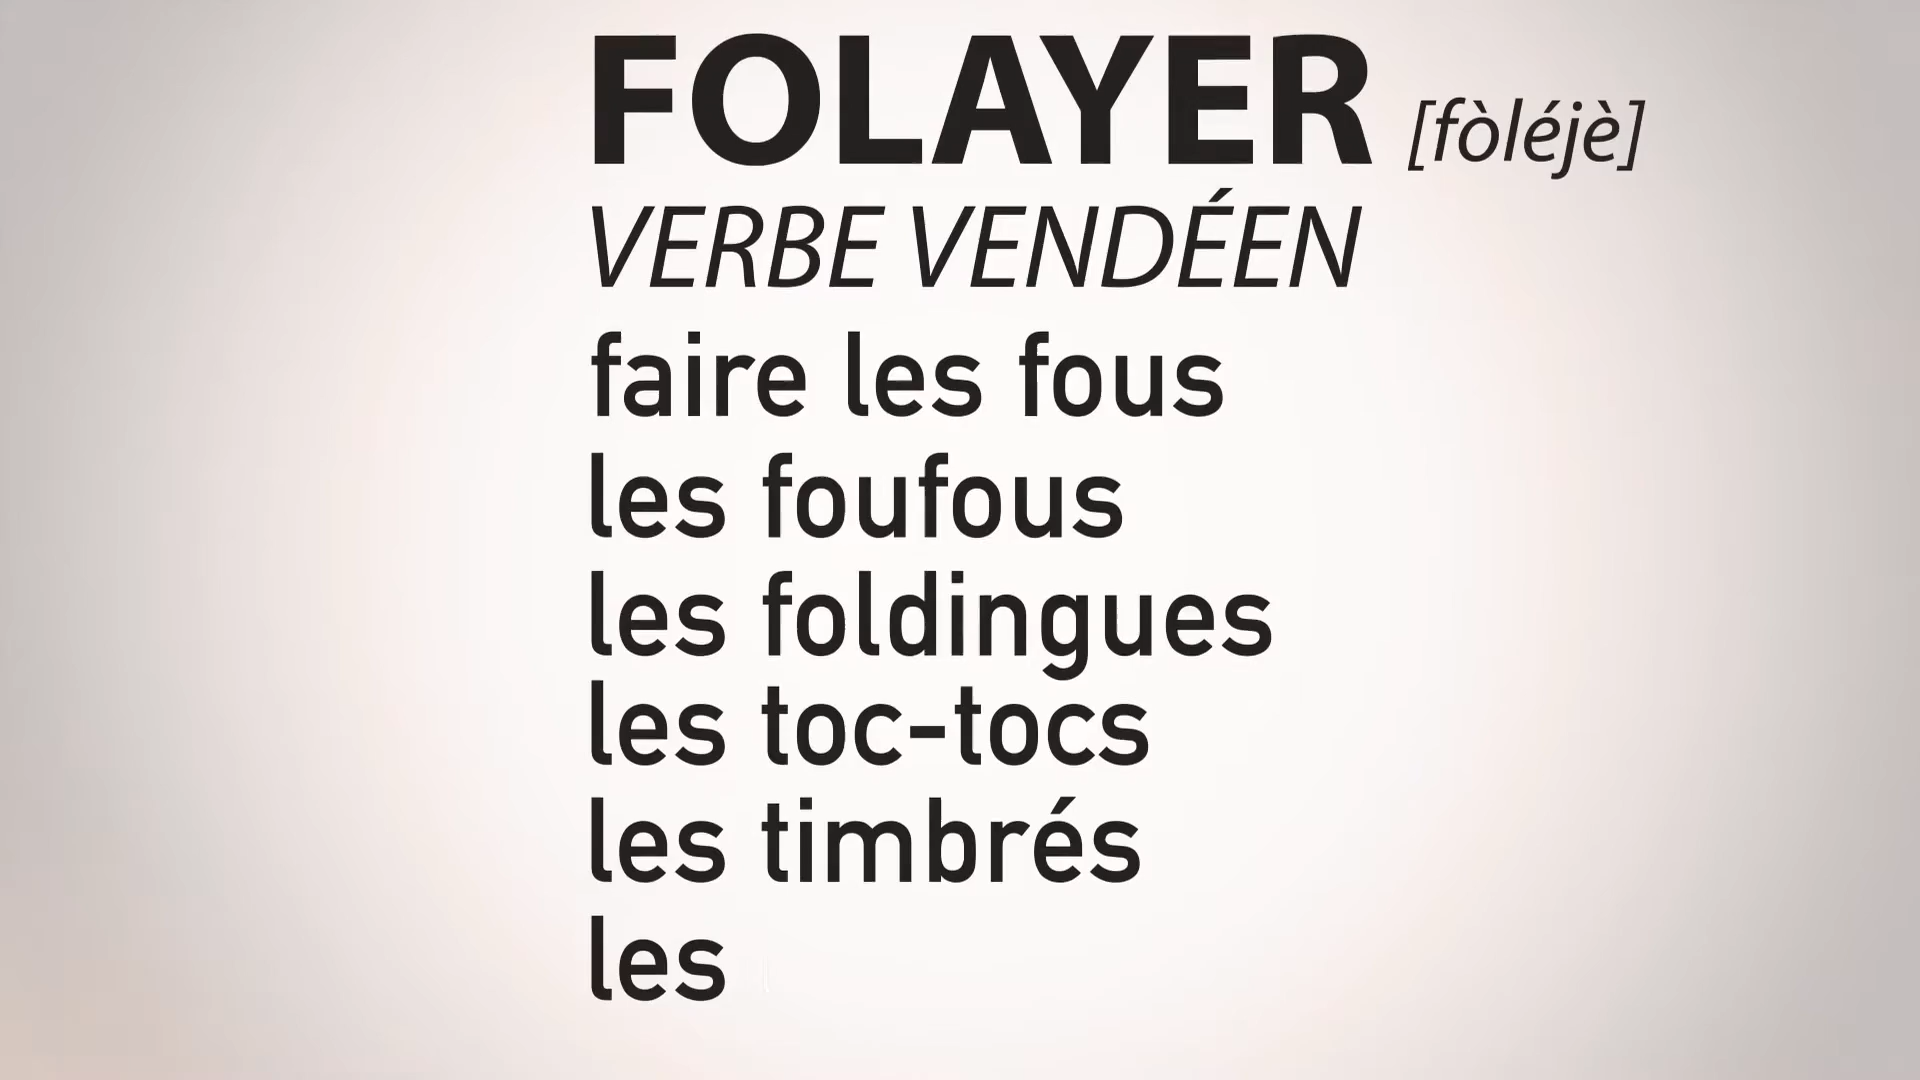 FOLAYER [fòléjè]
VERBE VENDÉEN
faire les fous
les foufous
les foldingues
les toc-tocs
les timbrés
les